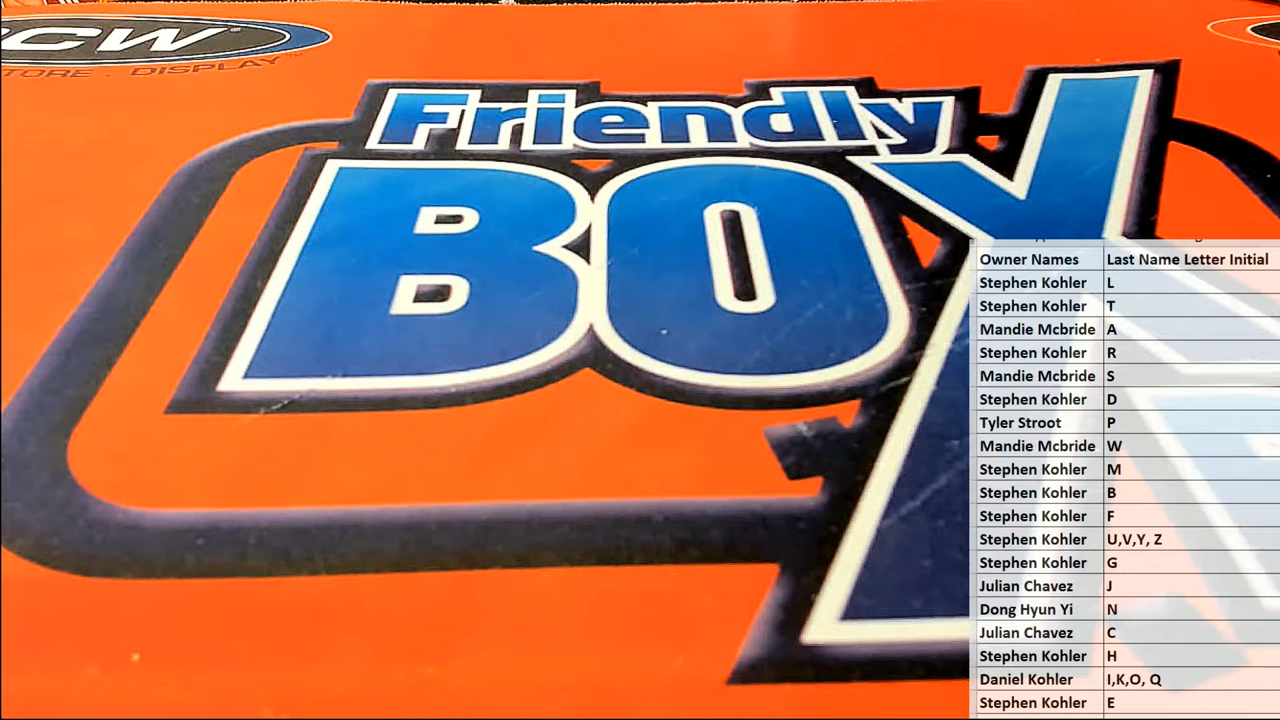 CW
TORE - DISPLAY
Friendly
BOY
Owner Names Last Name Letter Initial
Stephen Kohler L
Stephen Kohler T
Mandie Mcbride A
Stephen Kohler R
Mandie Mcbride S
Stephen Kohler D
Tyler Stroot P
Mandie Mcbride W
Stephen Kohler M
Stephen Kohler B
Stephen Kohler F
Stephen Kohler U,V,Y, Z
Stephen Kohler G
Julian Chavez J
Dong Hyun Yi N
Julian Chavez C
Stephen Kohler H
Daniel Kohler I,K,O, Q
Stephen Kohler E